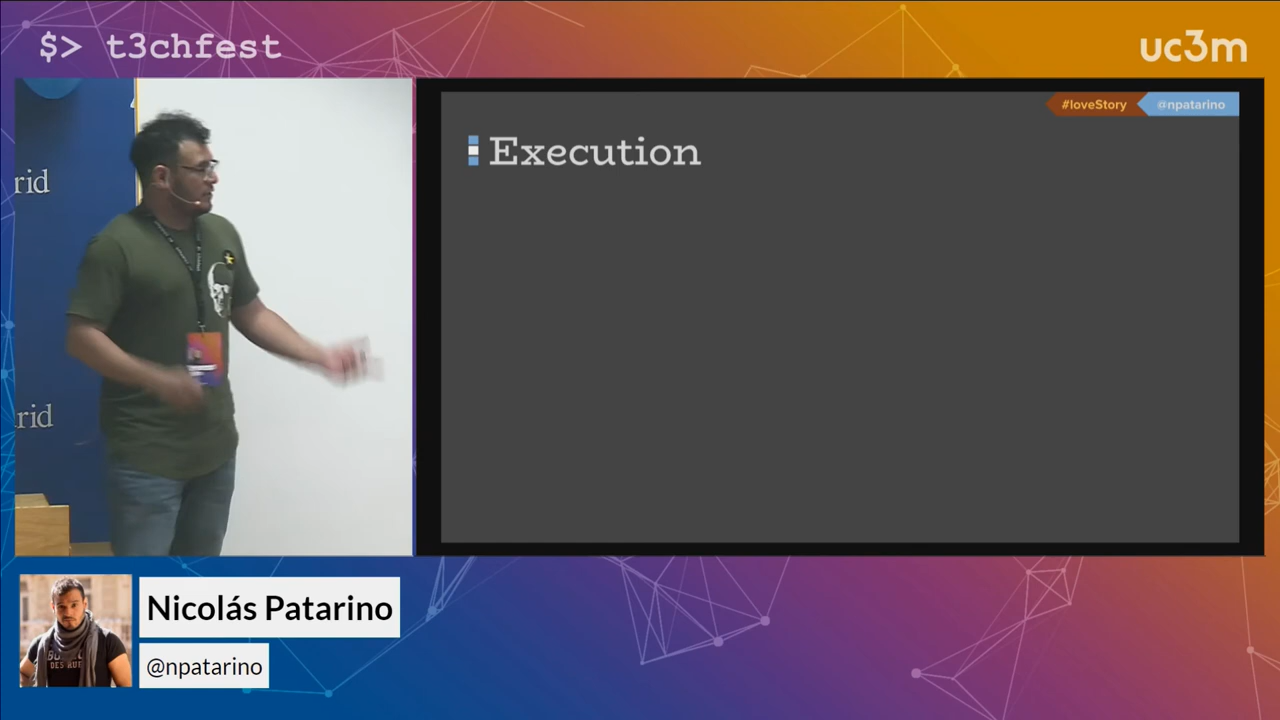 $> t3chfest
uc3m
rid
rid
#loveStory
@npatarino
Execution
Nicolás Patarino
@npatarino